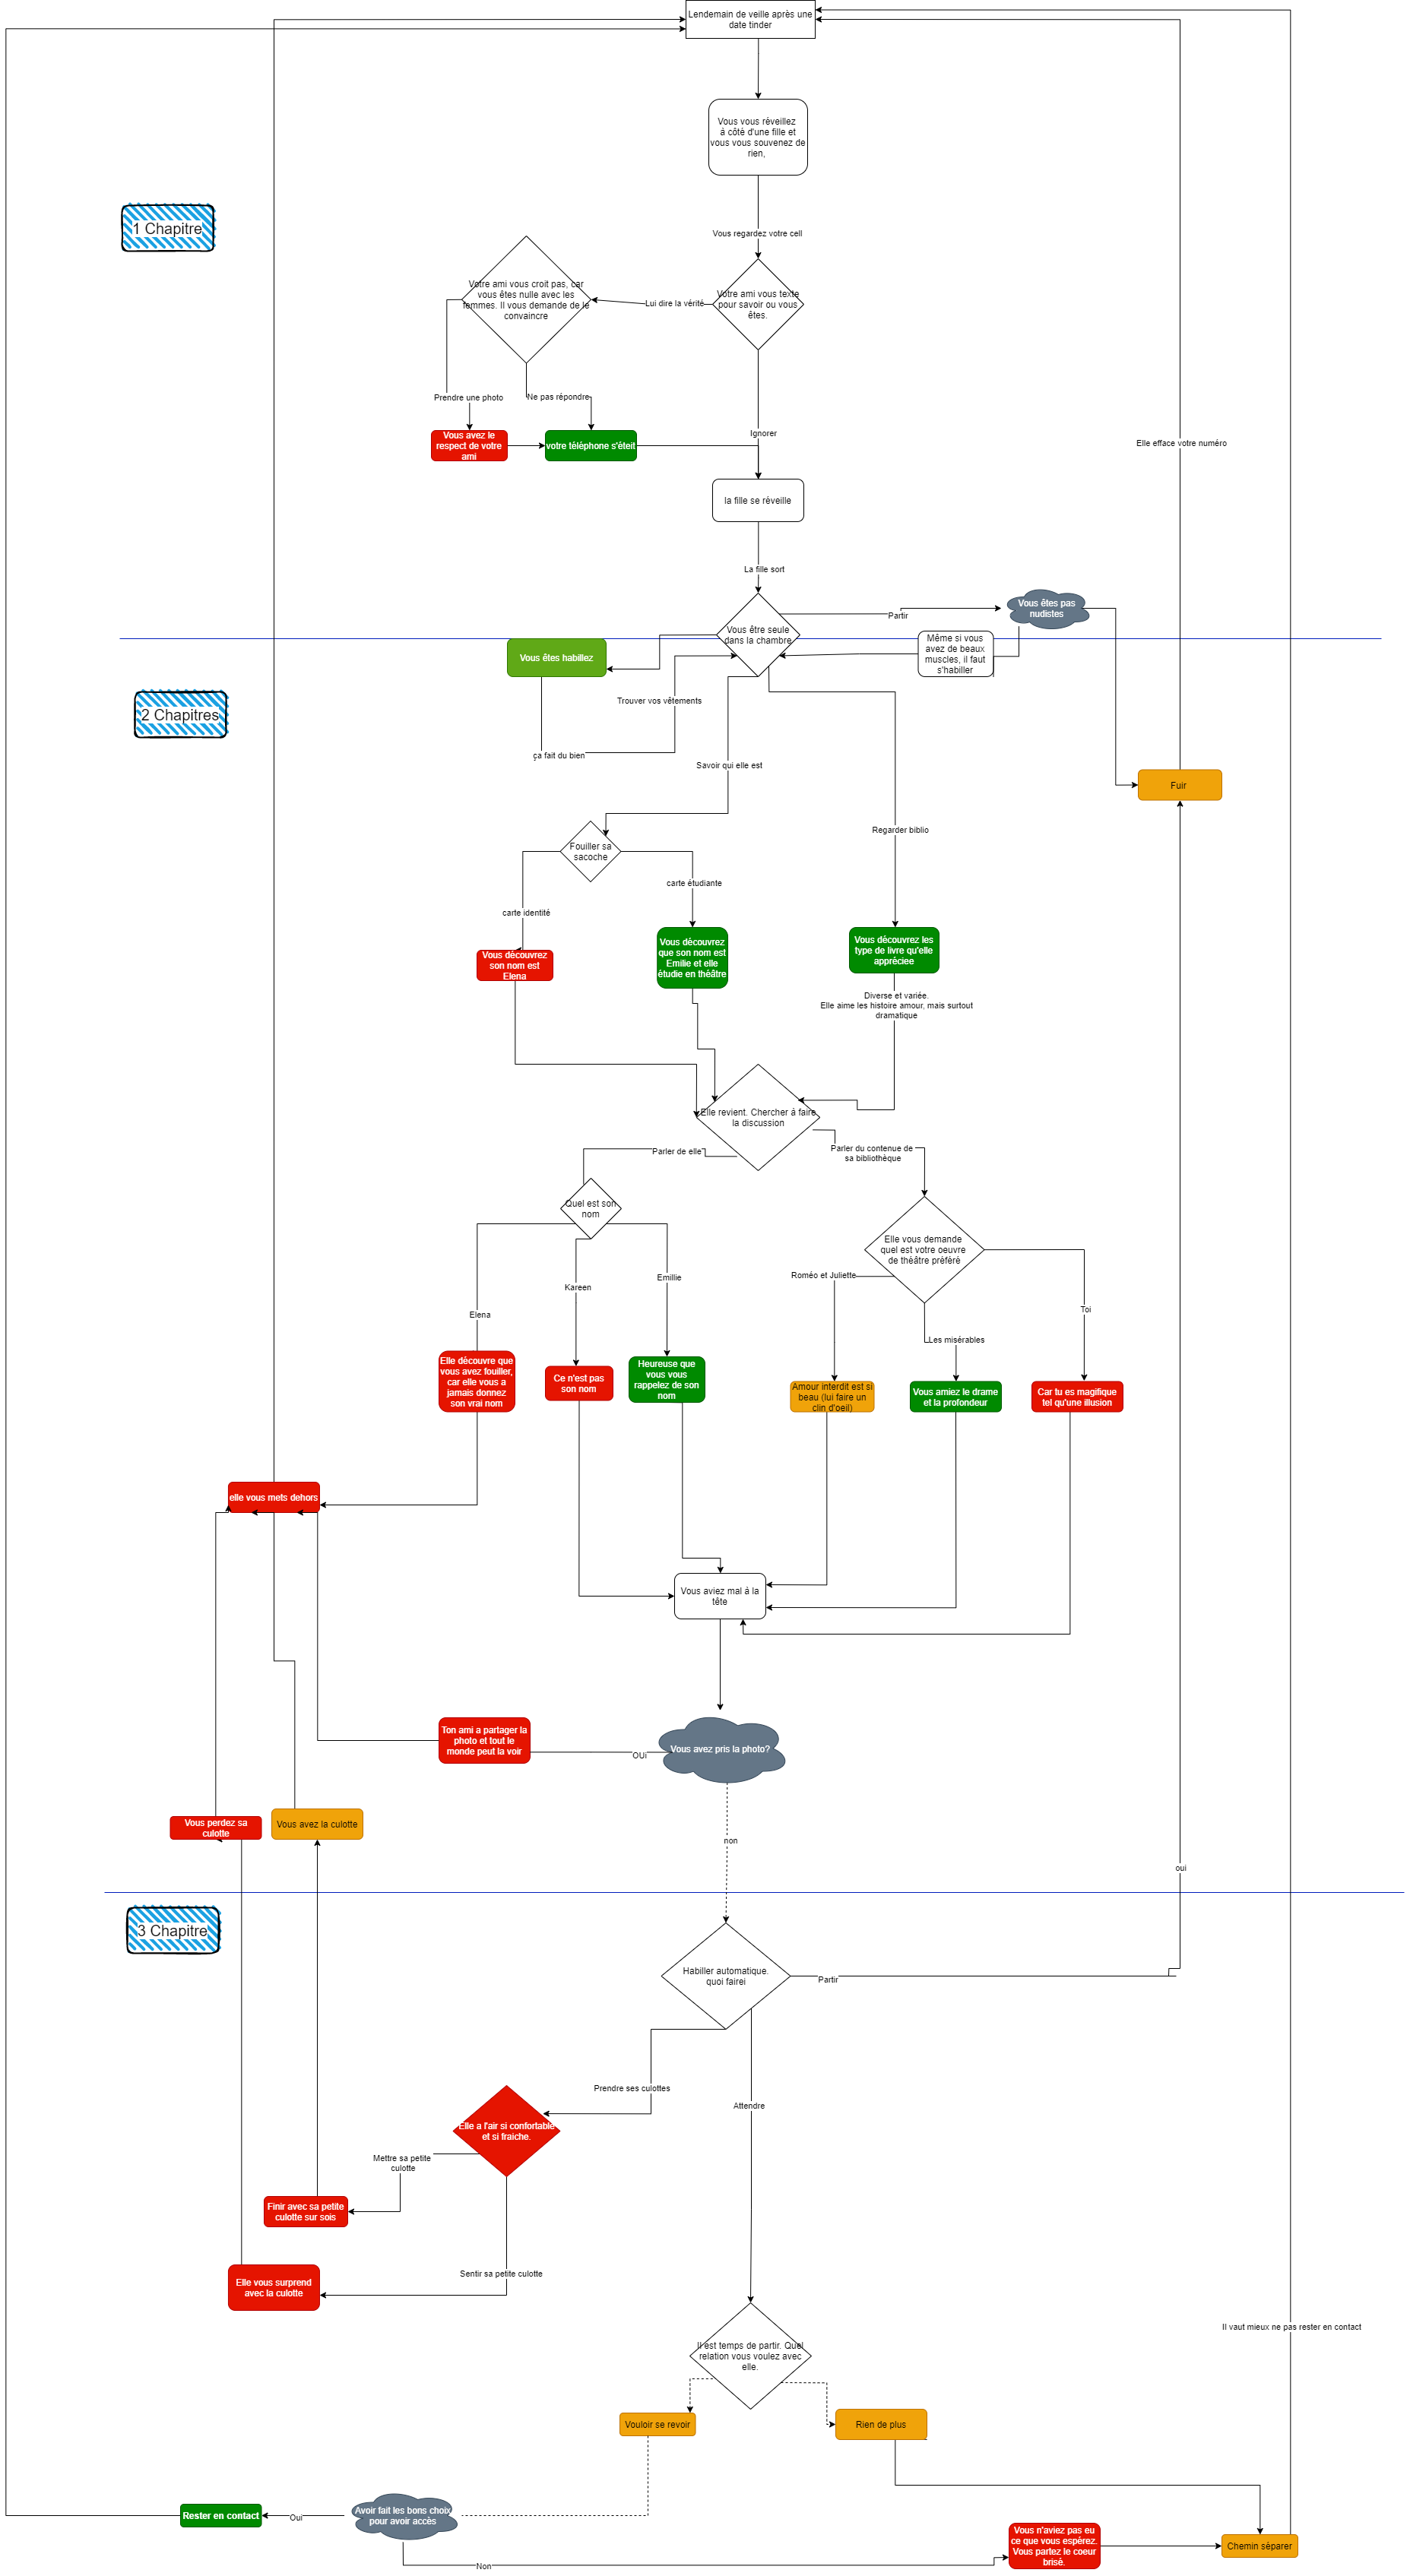 Lendemain de veille après une
date tinder
Vous vous réveillez
à côté d'une fille et
vous vous souvenez de
rien,
1 Chapitre
Vous regardez votre cell
Votre ami vous croit pas, car
vous êtes nulle avec les
femmes. Il vous demande de le
convaincre
Lui dire la vérité
Votre ami vous texte
pour savoir ou vous
êtes.
Prendre une photo
Ne pas répondre
Ignorer
Elle efface votre numéro
Vous avez le
respect de votre
ami
votre téléphone s'éteit
la fille se réveille
La fille sort
Vous êtes pas
nudistes
Partir
Vous être seule
dans la chambre
Même si vous
avez de beaux
muscles, il faut
s'habiller
Vous êtes habillez
Trouver vos vêtements
2 Chapitres
ça fait du bien
Savoir qui elle est
Fuir
Regarder biblio
Fouiller sa
sacoche
carte étudiante
carte identité
Vous découvrez
son nom est
Elena
Vous découvrez
que son nom est
Emilie et elle
étudie en théâtre
Vous découvrez les
type de livre qu'elle
appréciee
Diverse et variée.
Elle aime les histoire amour, mais surtout
dramatique
Elle revient. Chercher à faire
la discussion
Parler de elle
Parler du contenue de
sa bibliothèque
Quel est son
nom
Elle vous demande
quel est votre oeuvre
de théâtre préféré
Elena
Kareen
Emillie
Roméo et Juliette
Les misérables
Toi
Elle découvre que
vous avez fouiller,
car elle vous a
jamais donnez
son vrai nom
Ce n'est pas
son nom
Heureuse que
vous vous
rappelez de son
nom
Amour interdit est si
beau (lui faire un
clin d'oeil)
Vous amiez le drame
et la profondeur
Car tu es magifique
tel qu'une illusion
elle vous mets dehors
Vous aviez mal à la
tête
Ton ami a partager la
photo et tout le
monde peut la voir
OUi
Vous avez pris la photo?
Vous perdez sa
culotte
Vous avez la culotte
non
oui
3 Chapitre
Habiller automatique.
quoi fairei
Partir
Prendre ses culottes
Attendre
Elle a l'air si confortable
et si fraiche.
Mettre sa petite
culotte
Finir avec sa petite
culotte sur sois
Sentir sa petite culotte
Elle vous surprend
avec la culotte
Il vaut mieux ne pas rester en contact
Il est temps de partir. Quel
relation vous voulez avec
elle.
Vouloir se revoir
Rien de plus
Rester en contact
Oui
Avoir fait les bons choix
pour avoir accès
Vous n'aviez pas eu
ce que vous espérez.
Vous partez le coeur
brisé.
Chemin séparer
Non